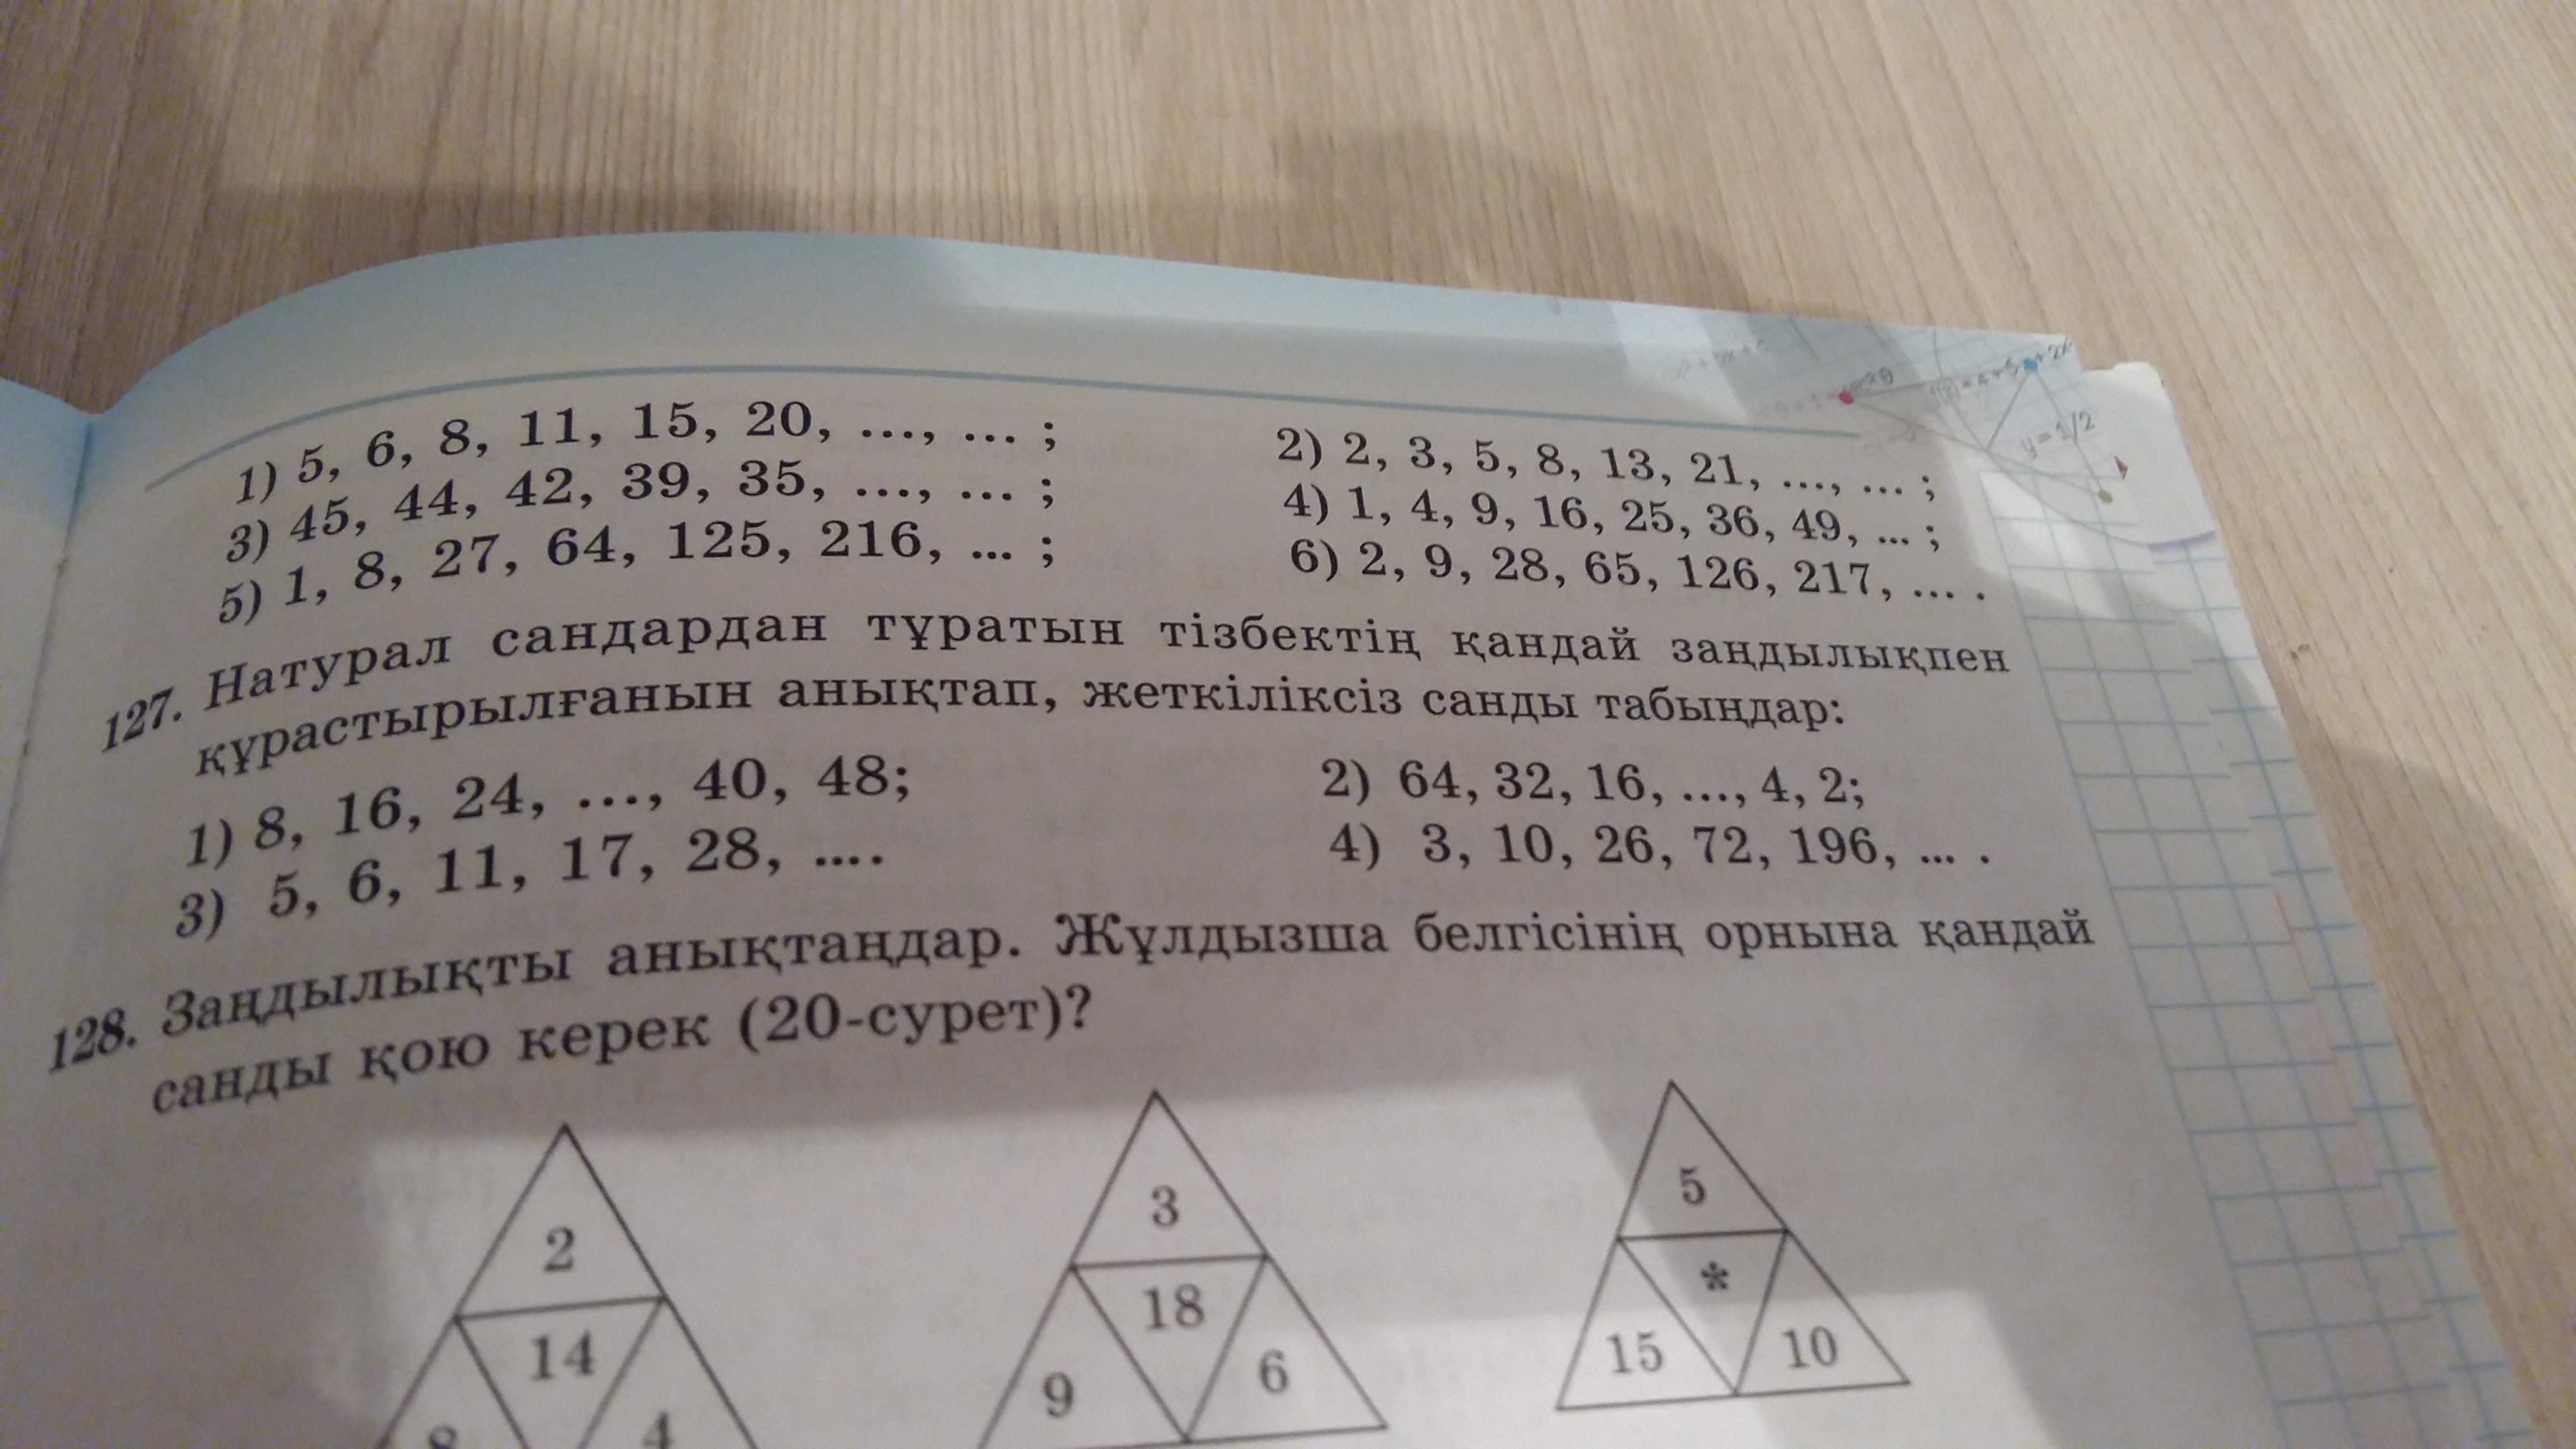 1) 5, 6, 8, 11, 15, 20, ..., ... ;
2) 2, 3, 5, 8, 13, 21, ..., ... ;
3) 45, 44, 42, 39, 35, ..., ... ;
4) 1, 4, 9, 16, 25, 36, 49, ... ;
5) 1, 8, 27, 64, 125, 216, ... ;
6) 2, 9, 28, 65, 126, 217, ... .
127. Натурал сандардан тұратын тізбектің қандай заңдылықпен
құрастырылғанын анықтап, жеткіліксіз санды табыңдар:
1) 8, 16, 24, ..., 40, 48;
2) 64, 32, 16, ..., 4, 2;
3) 5, 6, 11, 17, 28, ....
4) 3, 10, 26, 72, 196, ... .
128. Заңдылықты анықтаңдар. Жұлдызша белгісінің орнына қандай
санды қою керек (20-сурет)?
2
14
8
4
3
18
9
6
5
*
15
10
y=1/2